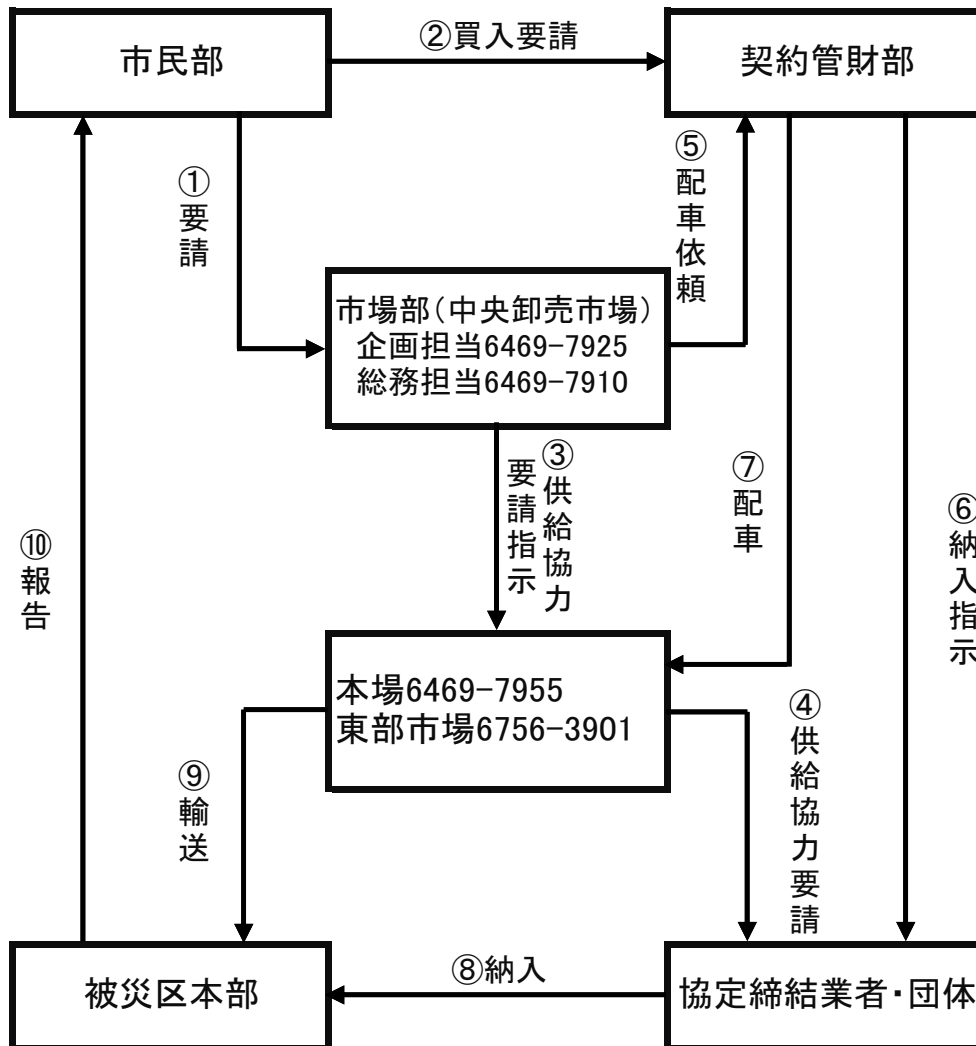 市民部
②買入要請
契約管財部
①要請
⑤配車依頼
市場部(中央卸売市場)
企画担当6469-7925
総務担当6469-7910
③供給協力
要請指示
⑦配車
⑥納入指示
⑩報告
本場6469-7955
東部市場6756-3901
④供給協力要請
⑨輸送
被災区本部
⑧納入
協定締結業者・団体